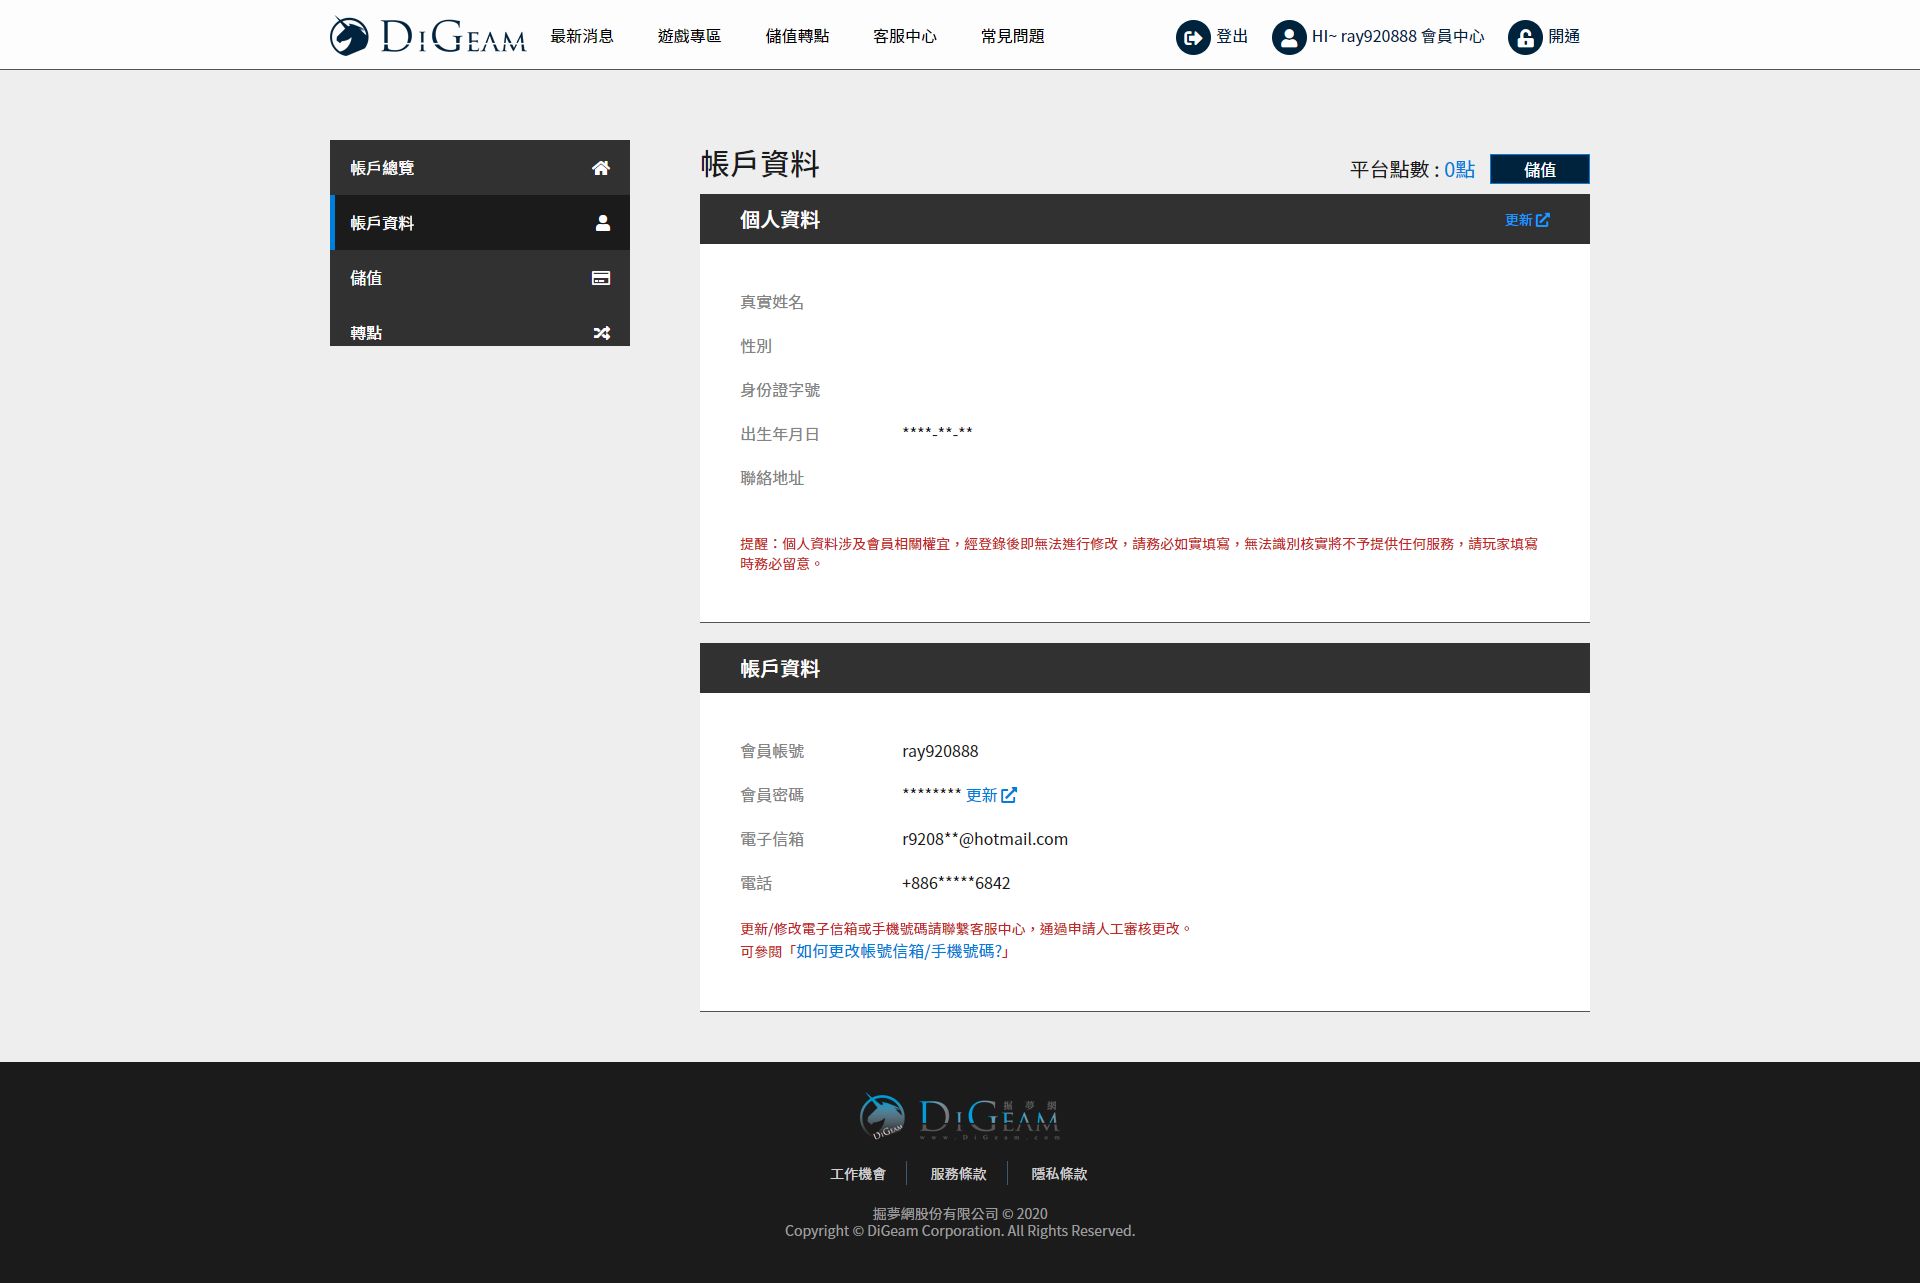 DIGEAM 最新消息 遊戲專區 儲值轉點 客服中心 常見問題 登出 HI~ ray920888 會員中心 開通
帳戶總覽
帳戶資料
儲值
轉點
帳戶資料
平台點數 : 0點 儲值
個人資料 更新
真實姓名
性別
身份證字號
出生年月日 ****-**-**
聯絡地址
提醒：個人資料涉及會員相關權宜，經登錄後即無法進行修改，請務必如實填寫，無法識別核實將不予提供任何服務，請玩家填寫
時務必留意。
帳戶資料
會員帳號 ray920888
會員密碼 ******** 更新
電子信箱 r9208**@hotmail.com
電話 +886*****6842
更新/修改電子信箱或手機號碼請聯繫客服中心，通過申請人工審核更改。
可參閱「如何更改帳號信箱/手機號碼?」
DiGeam
掘夢網
DIGEAM
www.DiGeam.com
工作機會 服務條款 隱私條款
掘夢網股份有限公司 © 2020
Copyright © DiGeam Corporation. All Rights Reserved.